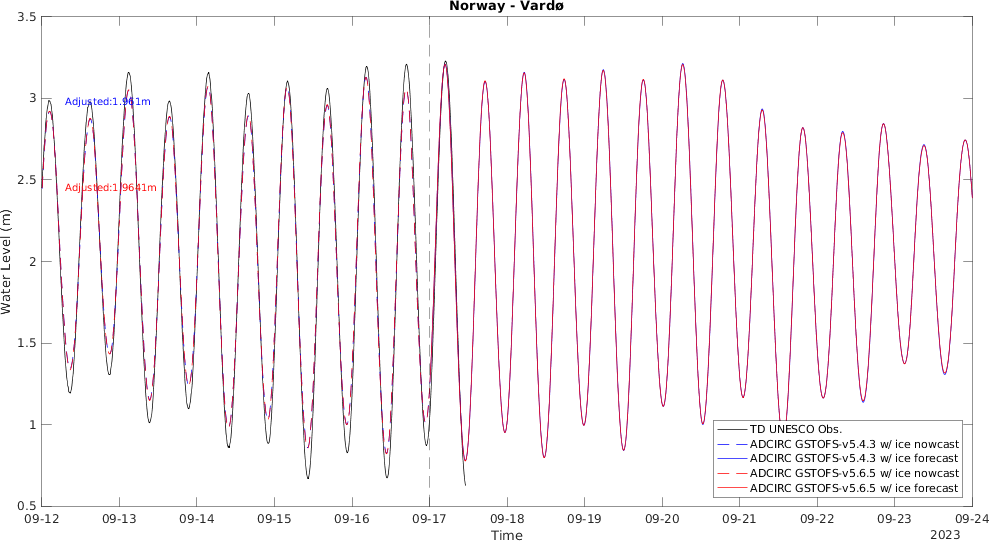 Norway - Vardø
3.5
3
2.5
2
1.5
1
0.5
Water Level (m)
Adjusted:1.961m
Adjusted:1.9641m
TD UNESCO Obs.
ADCIRC GSTOFS-v5.4.3 w/ ice nowcast
ADCIRC GSTOFS-v5.4.3 w/ ice forecast
ADCIRC GSTOFS-v5.6.5 w/ ice nowcast
ADCIRC GSTOFS-v5.6.5 w/ ice forecast
09-12 09-13 09-14 09-15 09-16 09-17 09-18 09-19 09-20 09-21 09-22 09-23 09-24
Time
2023